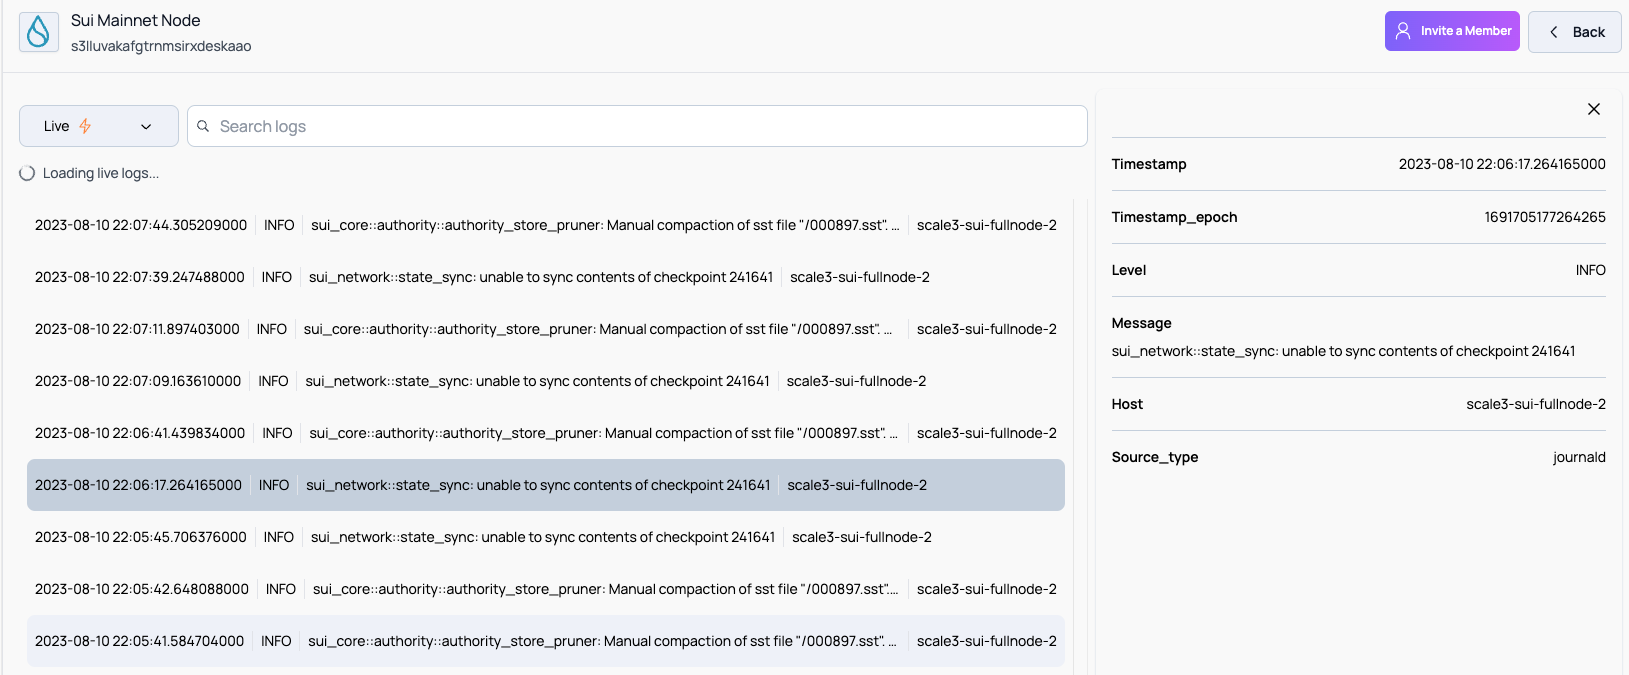 Sui Mainnet Node
s3lluvakafgtrnmsirxdeskaao
Invite a Member
Back
Live
Search logs
Loading live logs...
2023-08-10 22:07:44.305209000 INFO sui_core::authority::authority_store_pruner: Manual compaction of sst file "/000897.sst". ... scale3-sui-fullnode-2
2023-08-10 22:07:39.247488000 INFO sui_network::state_sync: unable to sync contents of checkpoint 241641 scale3-sui-fullnode-2
2023-08-10 22:07:11.897403000 INFO sui_core::authority::authority_store_pruner: Manual compaction of sst file "/000897.sst". ... scale3-sui-fullnode-2
2023-08-10 22:07:09.163610000 INFO sui_network::state_sync: unable to sync contents of checkpoint 241641 scale3-sui-fullnode-2
2023-08-10 22:06:41.439834000 INFO sui_core::authority::authority_store_pruner: Manual compaction of sst file "/000897.sst". ... scale3-sui-fullnode-2
2023-08-10 22:06:17.264165000 INFO sui_network::state_sync: unable to sync contents of checkpoint 241641 scale3-sui-fullnode-2
2023-08-10 22:05:45.706376000 INFO sui_network::state_sync: unable to sync contents of checkpoint 241641 scale3-sui-fullnode-2
2023-08-10 22:05:42.648088000 INFO sui_core::authority::authority_store_pruner: Manual compaction of sst file "/000897.sst".... scale3-sui-fullnode-2
2023-08-10 22:05:41.584704000 INFO sui_core::authority::authority_store_pruner: Manual compaction of sst file "/000897.sst". ... scale3-sui-fullnode-2
Timestamp 2023-08-10 22:06:17.264165000
Timestamp_epoch 1691705177264265
Level INFO
Message
sui_network::state_sync: unable to sync contents of checkpoint 241641
Host scale3-sui-fullnode-2
Source_type journald